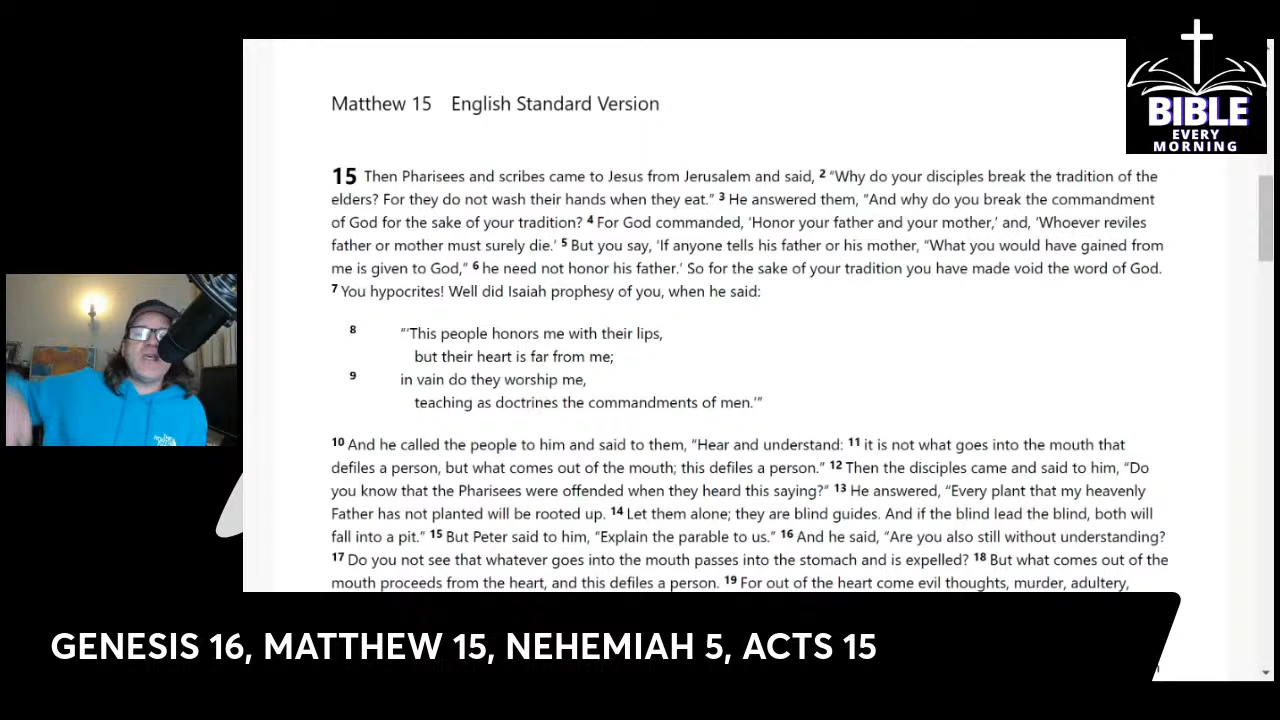 Matthew 15 English Standard Version
BIBLE
EVERY
MORNING
15 Then Pharisees and scribes came to Jesus from Jerusalem and said, 2 “Why do your disciples break the tradition of the
elders? For they do not wash their hands when they eat.” 3 He answered them, “And why do you break the commandment
of God for the sake of your tradition? 4 For God commanded, ‘Honor your father and your mother,’ and, ‘Whoever reviles
father or mother must surely die.’ 5 But you say, ‘If anyone tells his father or his mother, “What you would have gained from
me is given to God,” 6 he need not honor his father.’ So for the sake of your tradition you have made void the word of God.
7 You hypocrites! Well did Isaiah prophesy of you, when he said:
8 “‘This people honors me with their lips,
but their heart is far from me;
9 in vain do they worship me,
teaching as doctrines the commandments of men.’”
10 And he called the people to him and said to them, “Hear and understand: 11 it is not what goes into the mouth that
defiles a person, but what comes out of the mouth; this defiles a person.” 12 Then the disciples came and said to him, “Do
you know that the Pharisees were offended when they heard this saying?” 13 He answered, “Every plant that my heavenly
Father has not planted will be rooted up. 14 Let them alone; they are blind guides. And if the blind lead the blind, both will
fall into a pit.” 15 But Peter said to him, “Explain the parable to us.” 16 And he said, “Are you also still without understanding?
17 Do you not see that whatever goes into the mouth passes into the stomach and is expelled? 18 But what comes out of the
mouth proceeds from the heart, and this defiles a person. 19 For out of the heart come evil thoughts, murder, adultery,
GENESIS 16, MATTHEW 15, NEHEMIAH 5, ACTS 15